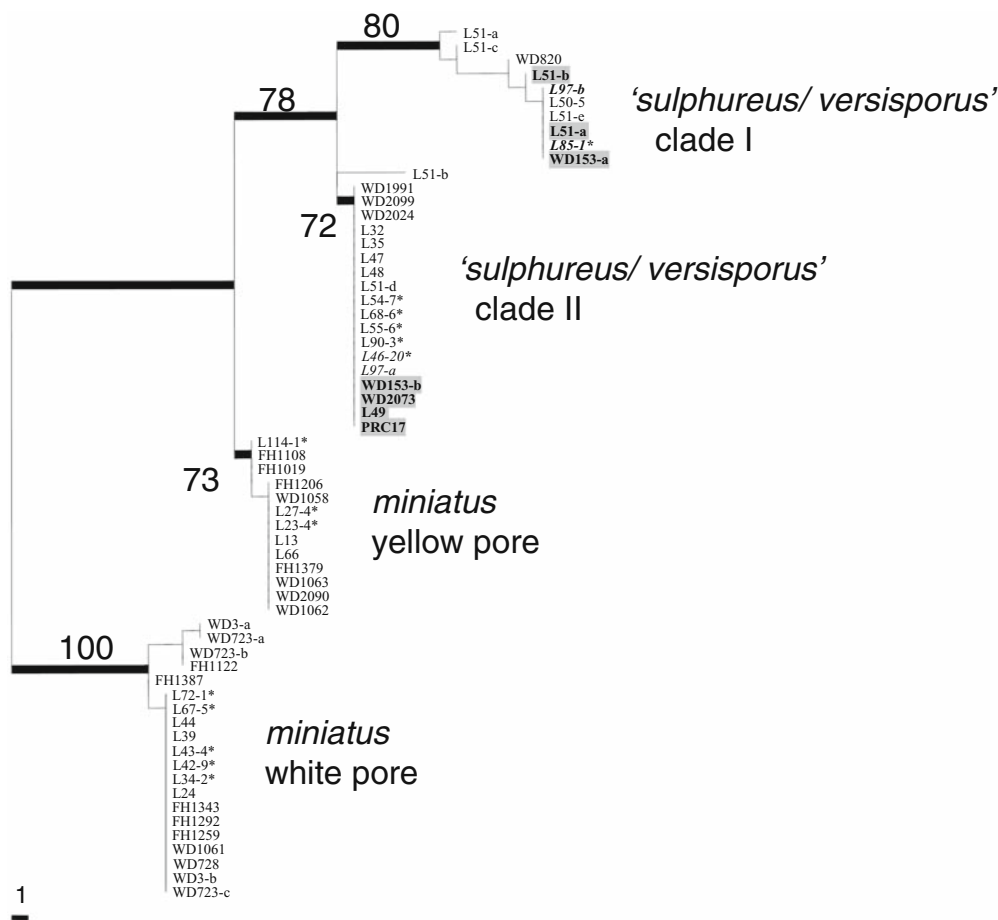 80
L51-a
L51-c
WD820
L51-b
L97-b
L50-5
L51-e
L51-a
L85-1*
WD153-a
'sulphureus/ versisporus'
clade I
78
L51-b
WD1991
WD2099
WD2024
L32
L35
L47
L48
L51-d
L54-7*
L68-6*
L55-6*
L90-3*
L46-20*
L97-a
WD153-b
WD2073
L49
PRC17
72
'sulphureus/ versisporus'
clade II
L114-1*
FH1108
FH1019
FH1206
WD1058
L27-4*
L23-4*
L13
L66
FH1379
WD1063
WD2090
WD1062
73
miniatus
yellow pore
100
WD3-a
WD723-a
WD723-b
FH1122
FH1387
L72-1*
L67-5*
L44
L39
L43-4*
L42-9*
L34-2*
L24
FH1343
FH1292
FH1259
WD1061
WD728
WD3-b
WD723-c
miniatus
white pore
1